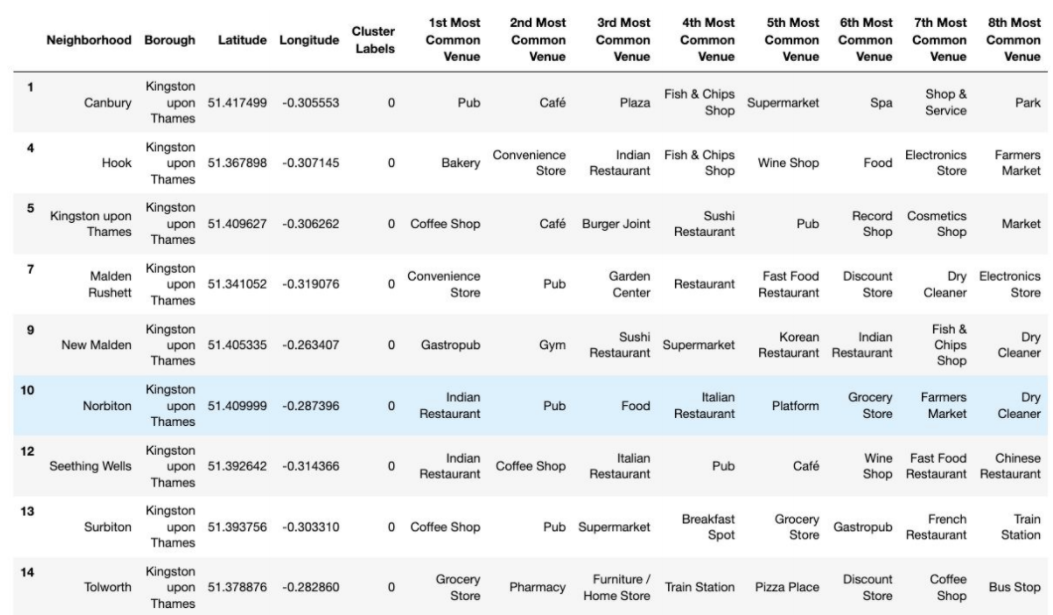 Neighborhood Borough Latitude Longitude Cluster Labels 1st Most Common Venue 2nd Most Common Venue 3rd Most Common Venue 4th Most Common Venue 5th Most Common Venue 6th Most Common Venue 7th Most Common Venue 8th Most Common Venue
1 Canbury Kingston upon Thames 51.417499 -0.305553 0 Pub Café Plaza Fish & Chips Shop Supermarket Spa Shop & Service Park
4 Hook Kingston upon Thames 51.367898 -0.307145 0 Bakery Convenience Store Indian Restaurant Fish & Chips Shop Wine Shop Food Electronics Store Farmers Market
5 Kingston upon Thames Kingston upon Thames 51.409627 -0.306262 0 Coffee Shop Café Burger Joint Sushi Restaurant Pub Record Shop Cosmetics Shop Market
7 Malden Rushett Kingston upon Thames 51.341052 -0.319076 0 Convenience Store Pub Garden Center Restaurant Fast Food Restaurant Discount Store Dry Cleaner Electronics Store
9 New Malden Kingston upon Thames 51.405335 -0.263407 0 Gastropub Gym Sushi Restaurant Supermarket Korean Restaurant Indian Restaurant Fish & Chips Shop Dry Cleaner
10 Norbiton Kingston upon Thames 51.409999 -0.287396 0 Indian Restaurant Pub Food Italian Restaurant Platform Grocery Store Farmers Market Dry Cleaner
12 Seething Wells Kingston upon Thames 51.392642 -0.314366 0 Indian Restaurant Coffee Shop Italian Restaurant Pub Café Wine Shop Fast Food Restaurant Chinese Restaurant
13 Surbiton Kingston upon Thames 51.393756 -0.303310 0 Coffee Shop Pub Supermarket Breakfast Spot Grocery Store Gastropub French Restaurant Train Station
14 Tolworth Kingston upon Thames 51.378876 -0.282860 0 Grocery Store Pharmacy Furniture / Home Store Train Station Pizza Place Discount Store Coffee Shop Bus Stop